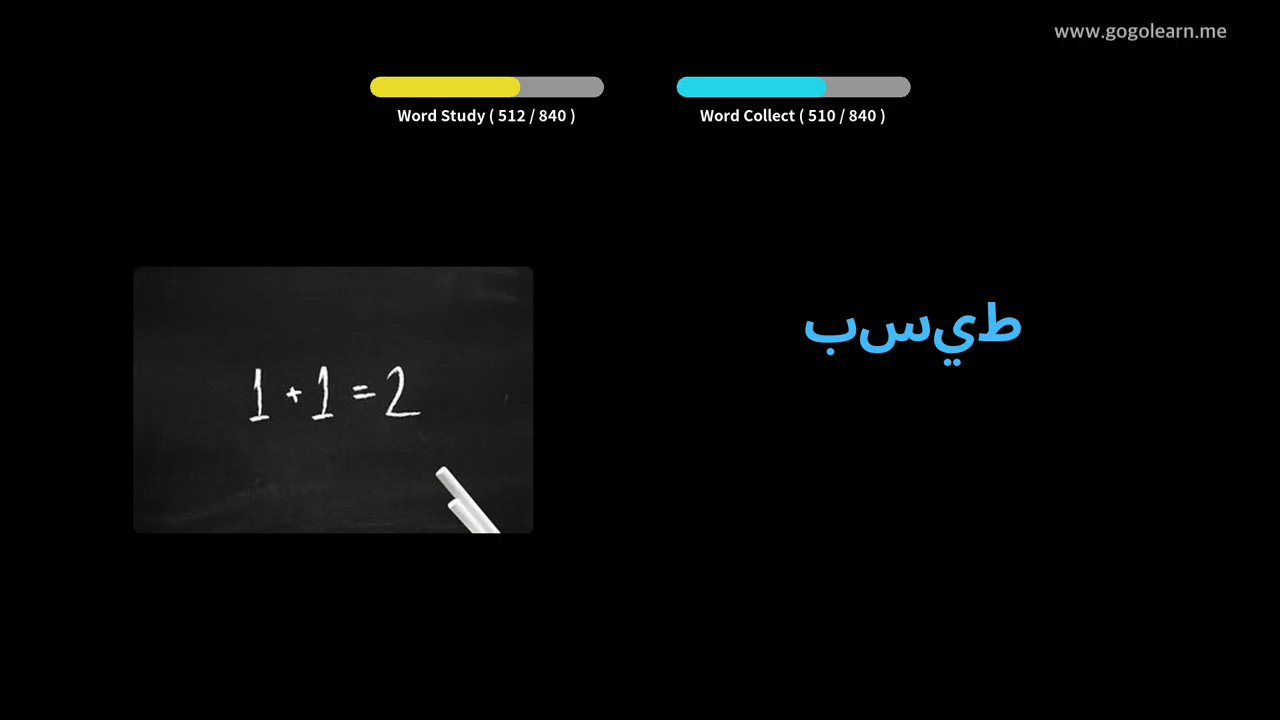 www.gogolearn.me
Word Study ( 512 / 840 )
Word Collect ( 510 / 840 )
1 + 1 = 2
طيسب